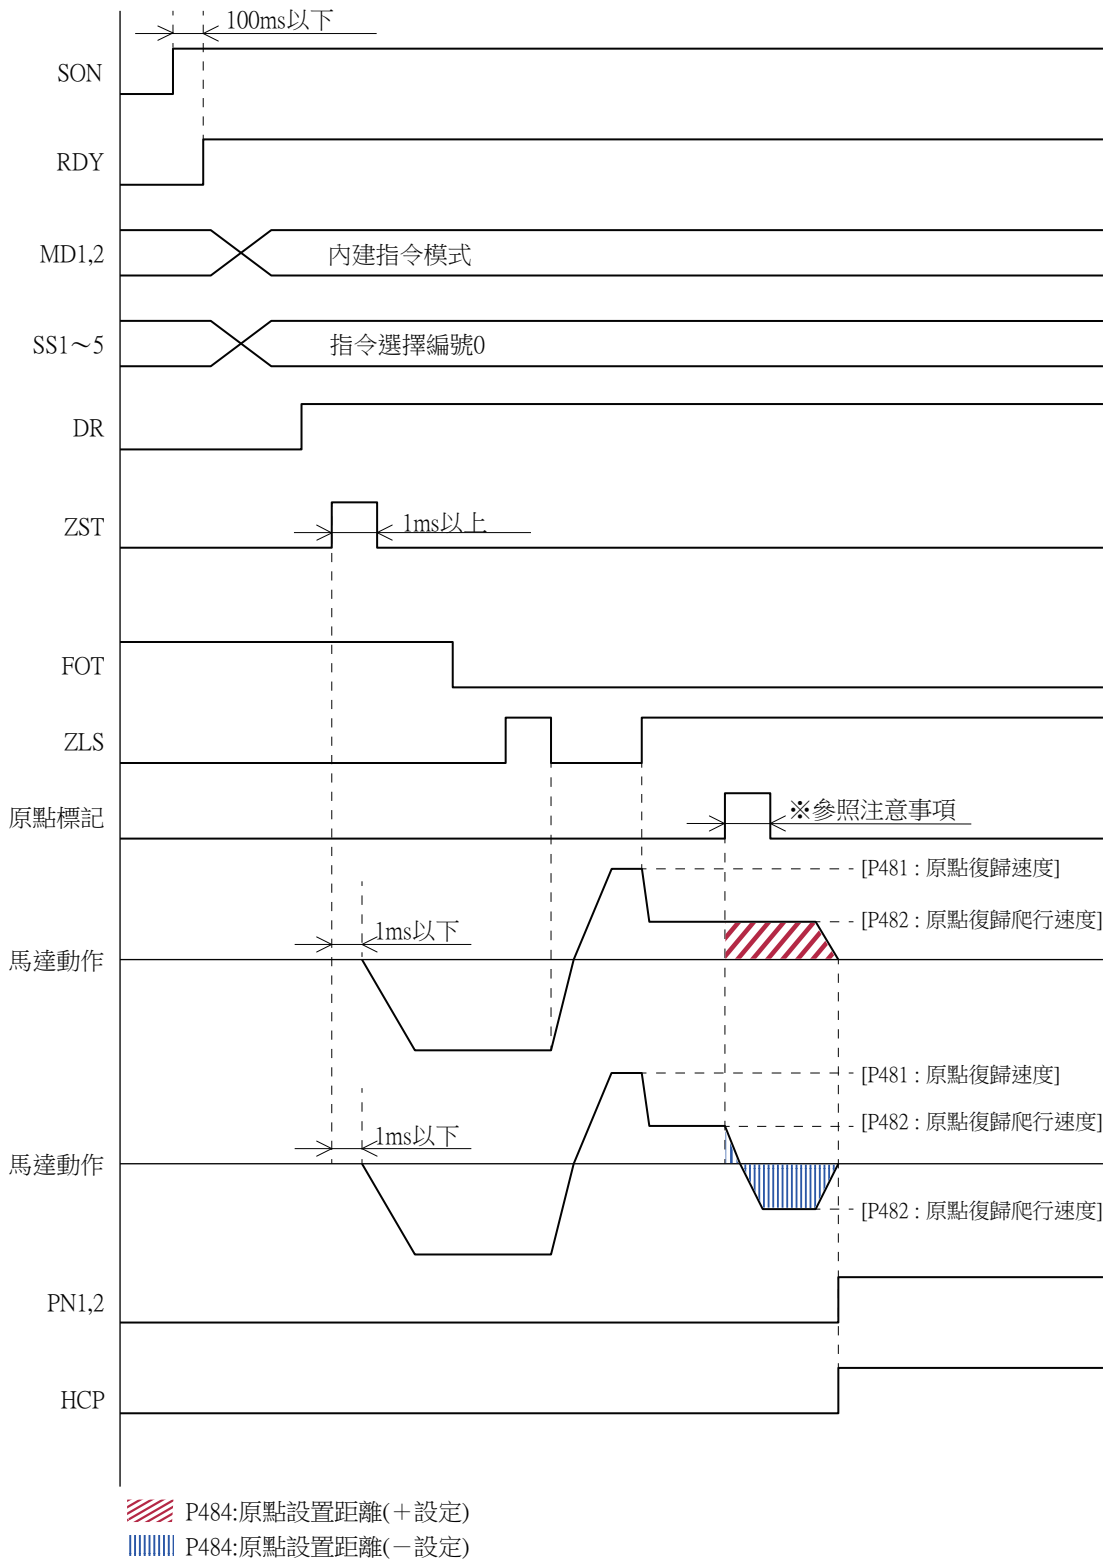 100ms以下
SON
RDY
MD1,2
內建指令模式
SS1～5
指令選擇編號0
DR
ZST
1ms以上
FOT
ZLS
原點標記
※參照注意事項
[P481 : 原點復歸速度]
[P482 : 原點復歸爬行速度]
1ms以下
馬達動作
[P481 : 原點復歸速度]
[P482 : 原點復歸爬行速度]
1ms以下
馬達動作
[P482 : 原點復歸爬行速度]
PN1,2
HCP
P484:原點設置距離(＋設定)
P484:原點設置距離(－設定)